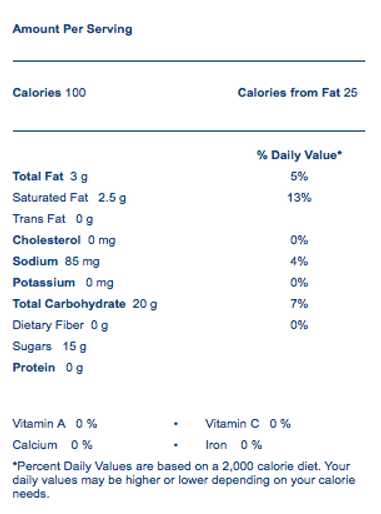 Amount Per Serving
Calories 100 Calories from Fat 25
% Daily Value*
Total Fat 3 g 5%
Saturated Fat 2.5 g 13%
Trans Fat 0 g
Cholesterol 0 mg 0%
Sodium 85 mg 4%
Potassium 0 mg 0%
Total Carbohydrate 20 g 7%
Dietary Fiber 0 g 0%
Sugars 15 g
Protein 0 g
Vitamin A 0 % • Vitamin C 0 %
Calcium 0 % • Iron 0 %
*Percent Daily Values are based on a 2,000 calorie diet. Your
daily values may be higher or lower depending on your calorie
needs.